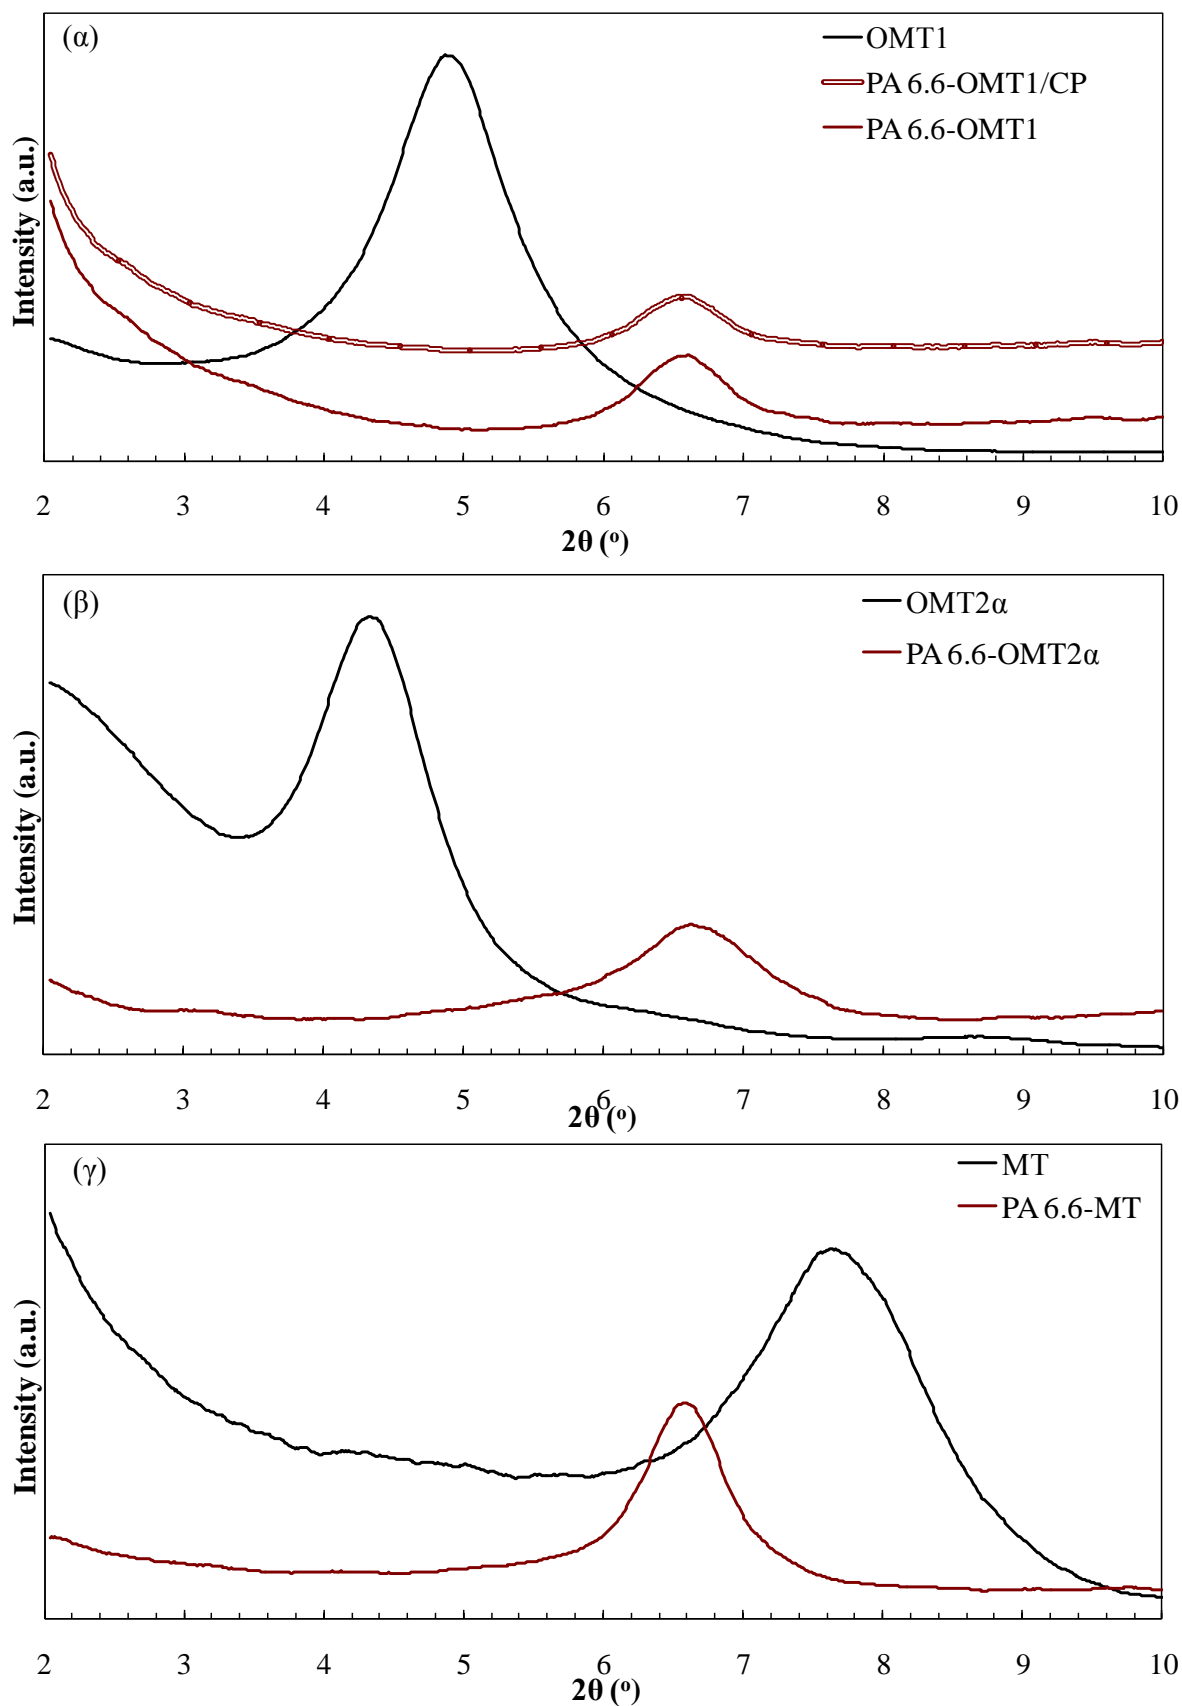 (α)
OMT1
PA 6.6-OMT1/CP
PA 6.6-OMT1
Intensity (a.u.)
2 3 4 5 6 7 8 9 10
2θ (º)
(β)
OMT2α
PA 6.6-OMT2α
Intensity (a.u.)
2 3 4 5 6 7 8 9 10
2θ (º)
(γ)
MT
PA 6.6-MT
Intensity (a.u.)
2 3 4 5 6 7 8 9 10
2θ (º)